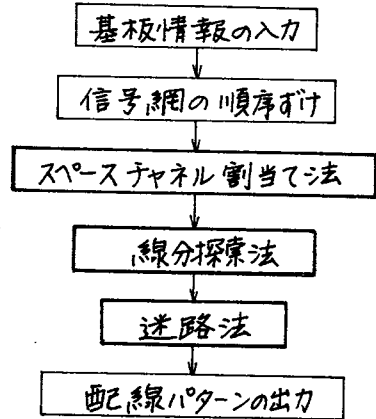 基板情報の入力
信号網の順序ずけ
スペースチャネル割当て法
線分探索法
迷路法
配線パターンの出力